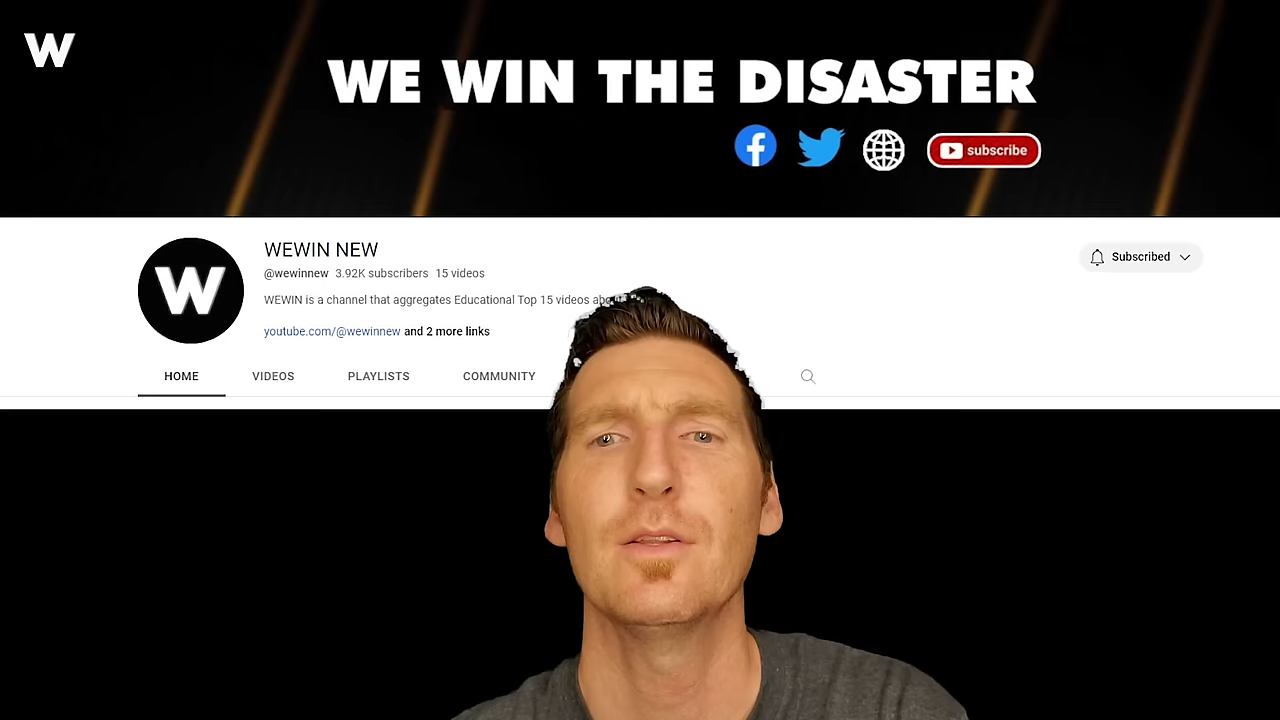 W
WE WIN THE DISASTER
subscribe
W
WEWIN NEW
@wewinnew 3.92K subscribers 15 videos
Subscribed
WEWIN is a channel that aggregates Educational Top 15 videos
youtube.com/@wewinnew and 2 more links
HOME VIDEOS PLAYLISTS COMMUNITY